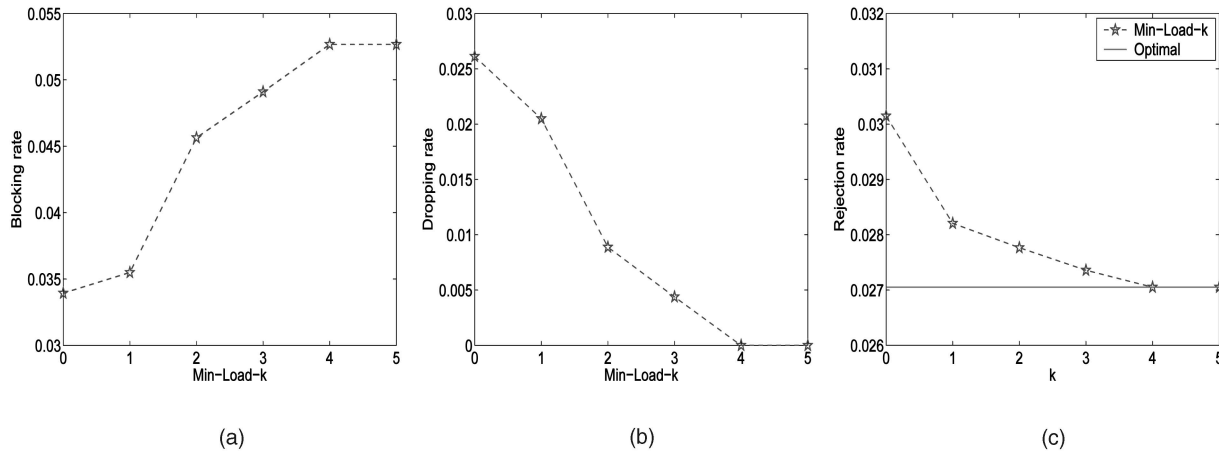 0.055
0.05
0.045
0.04
0.035
0.03
Blocking rate
0 1 2 3 4 5
Min-Load-k
(a)
0.03
0.025
0.02
0.015
0.01
0.005
0
Dropping rate
0 1 2 3 4 5
Min-Load-k
(b)
0.032
0.031
0.03
0.029
0.028
0.027
0.026
Rejection rate
Min-Load-k
Optimal
0 1 2 3 4 5
k
(c)